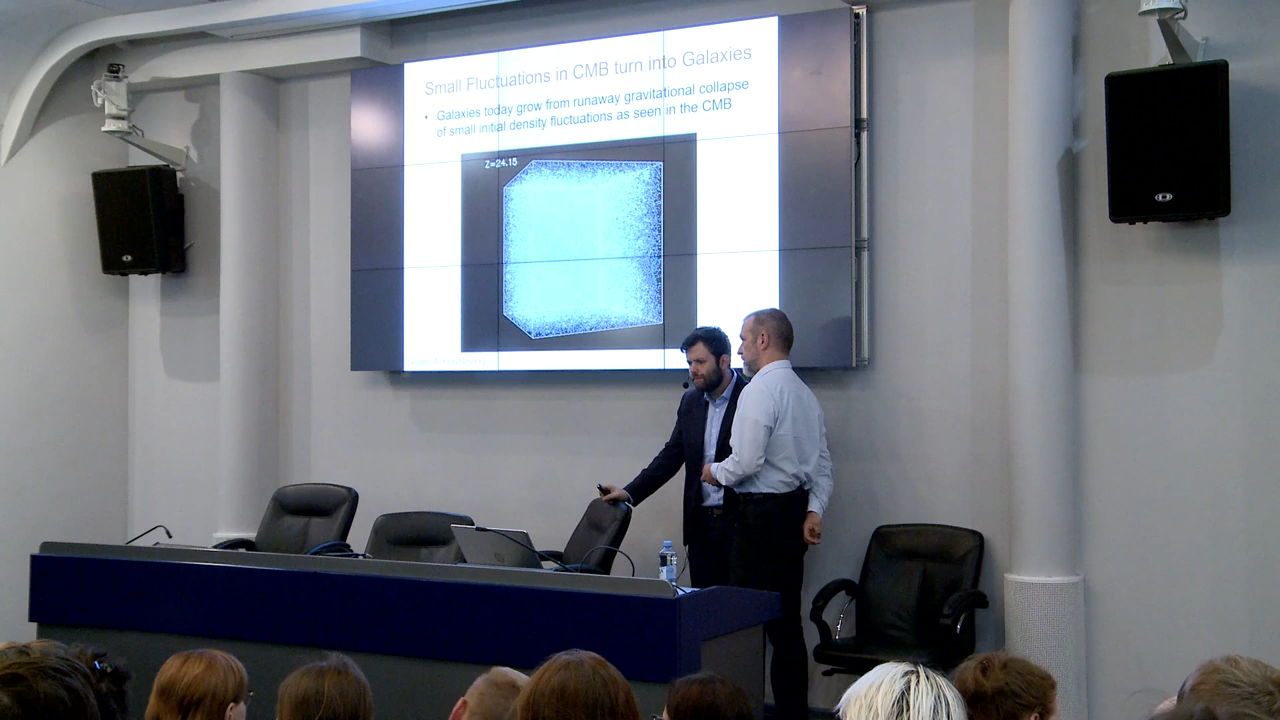 Small Fluctuations in CMB turn into Galaxies
• Galaxies today grow from runaway gravitational collapse
of small initial density fluctuations as seen in the CMB
Z=24.15